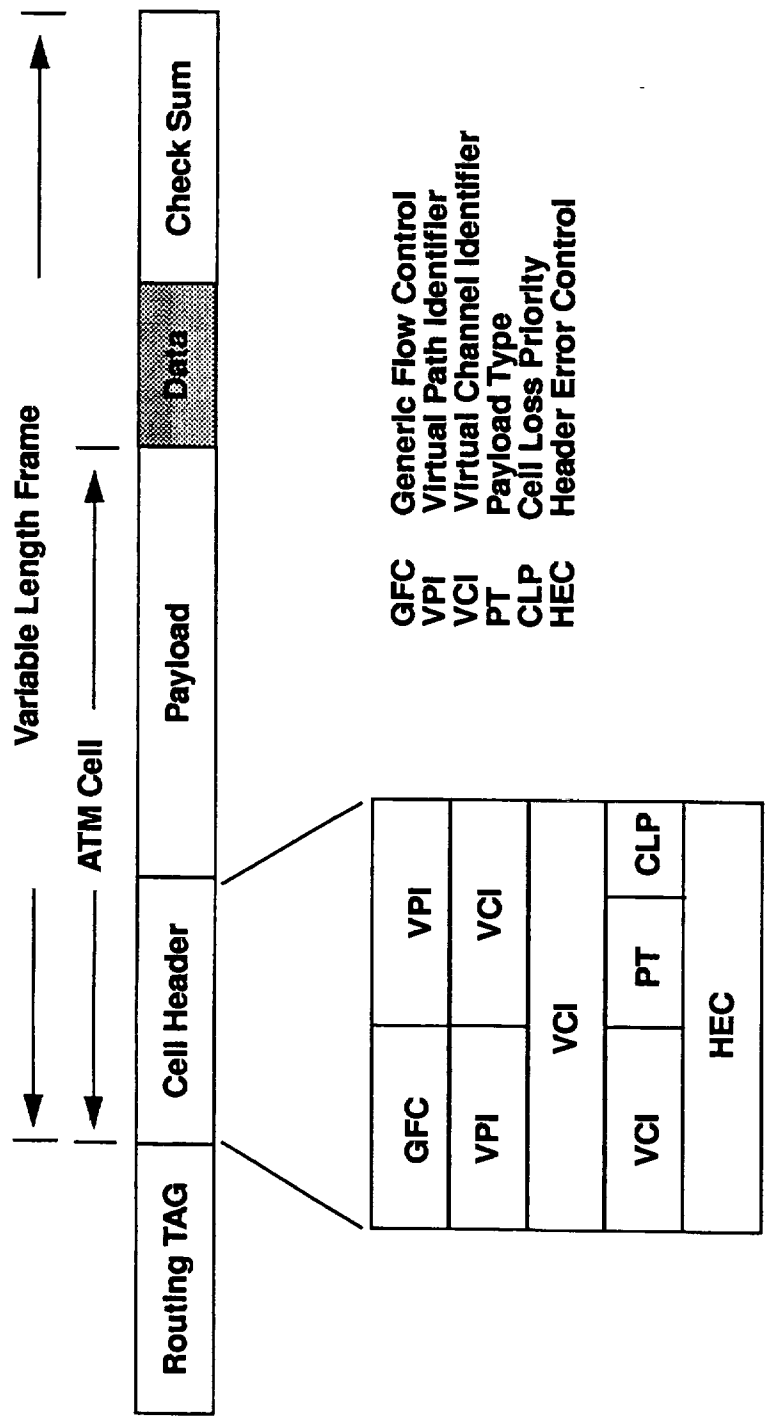 Variable Length Frame
ATM Cell
Routing TAG Cell Header Payload Data Check Sum
GFC VPI
VPI VCI
VCI
VCI PT CLP
HEC
GFC Generic Flow Control
VPI Virtual Path Identifier
VCI Virtual Channel Identifier
PT Payload Type
CLP Cell Loss Priority
HEC Header Error Control